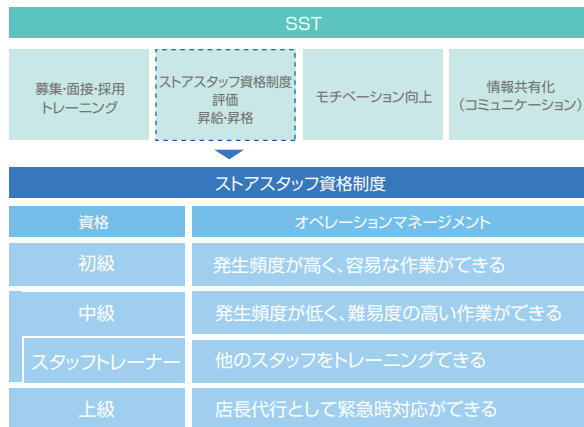 SST
募集・面接・採用
トレーニング
ストアスタッフ資格制度
評価
昇給・昇格
モチベーション向上
情報共有化
(コミュニケーション)
ストアスタッフ資格制度
資格
オペレーションマネージメント
初級
発生頻度が高く、容易な作業ができる
中級
発生頻度が低く、難易度の高い作業ができる
スタッフトレーナー
他のスタッフをトレーニングできる
上級
店長代行として緊急時対応ができる